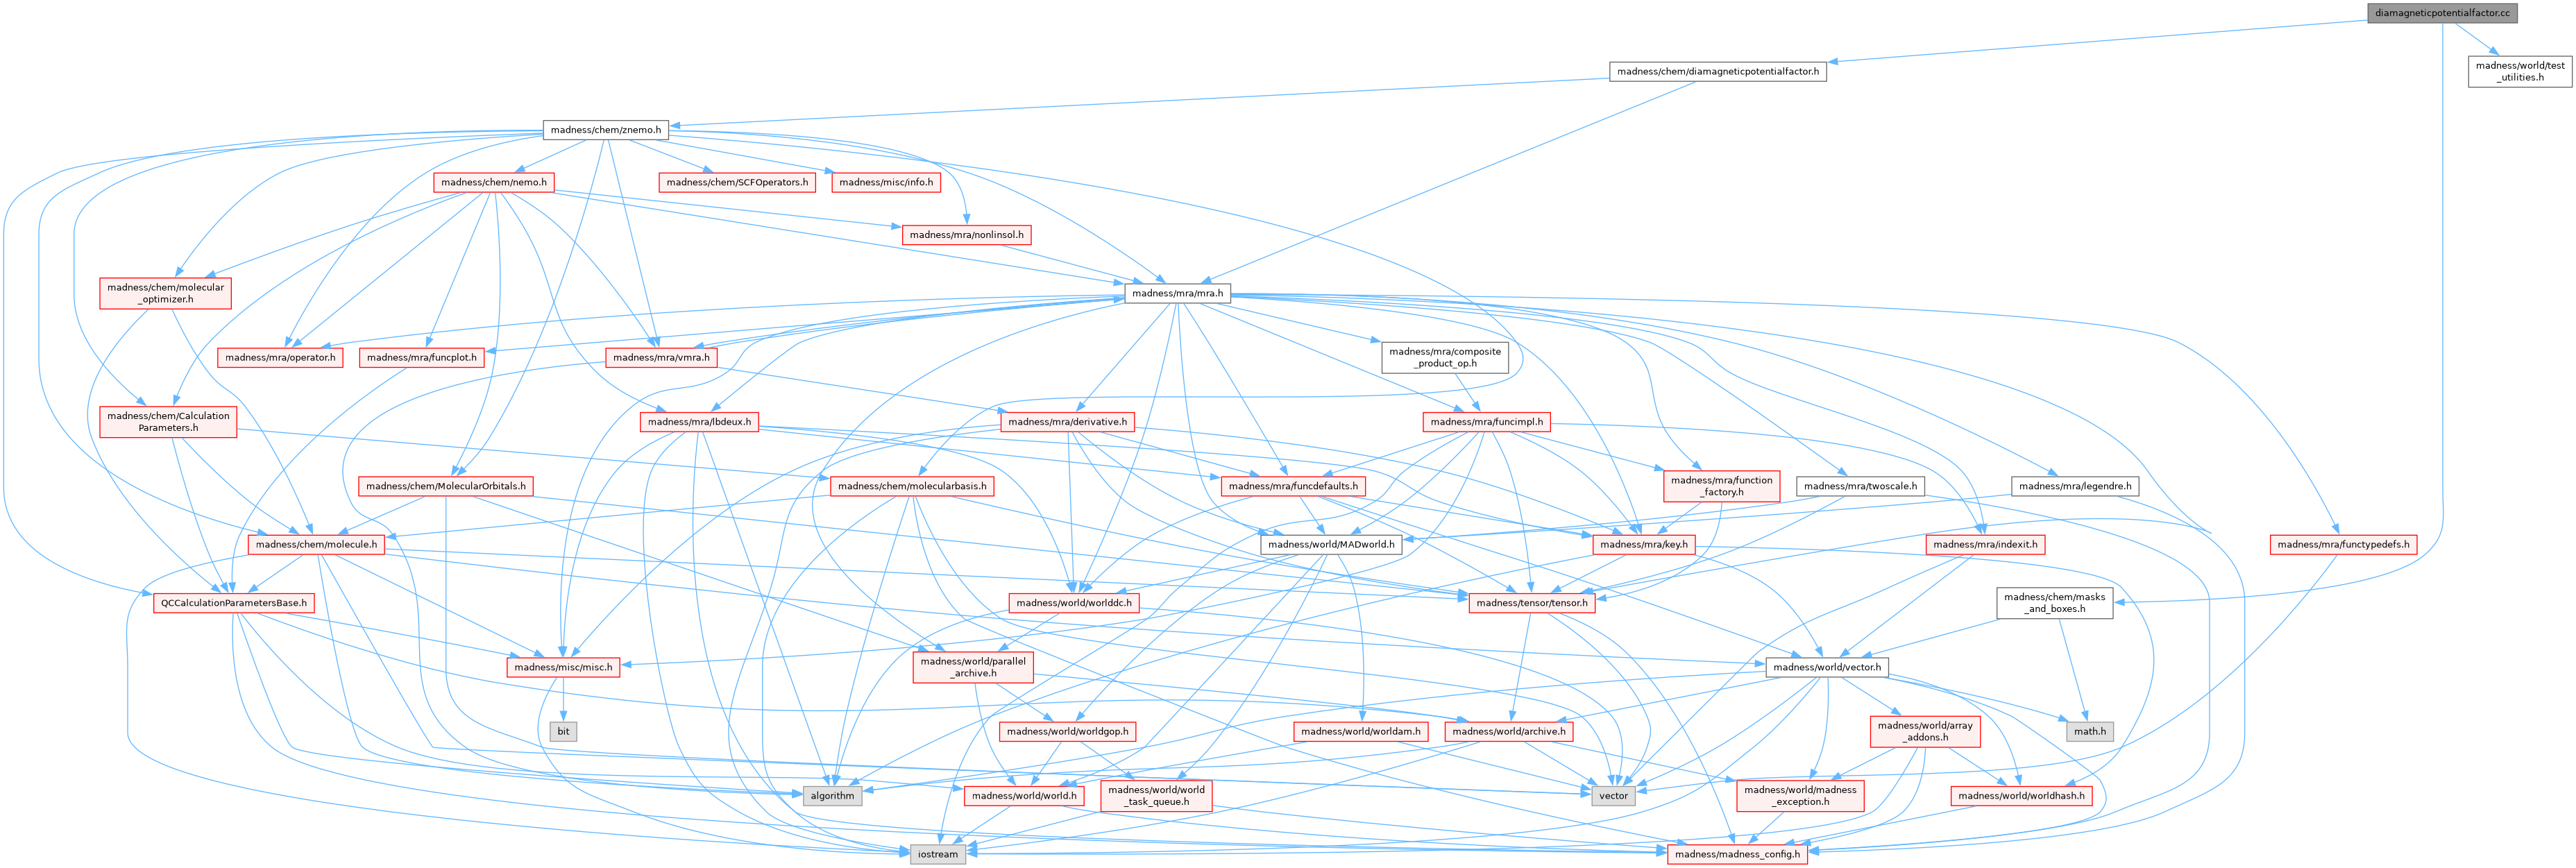 diamagneticpotentialfactor.cc
madness/chem/diamagneticpotentialfactor.h
madness/world/test
_utilities.h
madness/chem/znemo.h
madness/chem/nemo.h
madness/chem/SCFOperators.h
madness/misc/info.h
madness/mra/nonlinsol.h
madness/chem/molecular
_optimizer.h
madness/mra/mra.h
madness/mra/operator.h
madness/mra/funcplot.h
madness/mra/vmra.h
madness/mra/composite
_product_op.h
madness/chem/Calculation
Parameters.h
madness/mra/lbdeux.h
madness/mra/derivative.h
madness/mra/funcimpl.h
madness/chem/MolecularOrbitals.h
madness/chem/molecularbasis.h
madness/mra/funcdefaults.h
madness/mra/function
_factory.h
madness/mra/twoscale.h
madness/mra/legendre.h
madness/chem/molecule.h
madness/world/MADworld.h
madness/mra/key.h
madness/mra/indexit.h
madness/mra/functypedefs.h
QCCalculationParametersBase.h
madness/world/worlddc.h
madness/tensor/tensor.h
madness/chem/masks
_and_boxes.h
madness/misc/misc.h
madness/world/parallel
_archive.h
madness/world/vector.h
bit
madness/world/worldgop.h
madness/world/worldam.h
madness/world/archive.h
madness/world/array
_addons.h
math.h
algorithm
madness/world/world.h
madness/world/world
_task_queue.h
vector
madness/world/madness
_exception.h
madness/world/worldhash.h
iostream
madness/madness_config.h